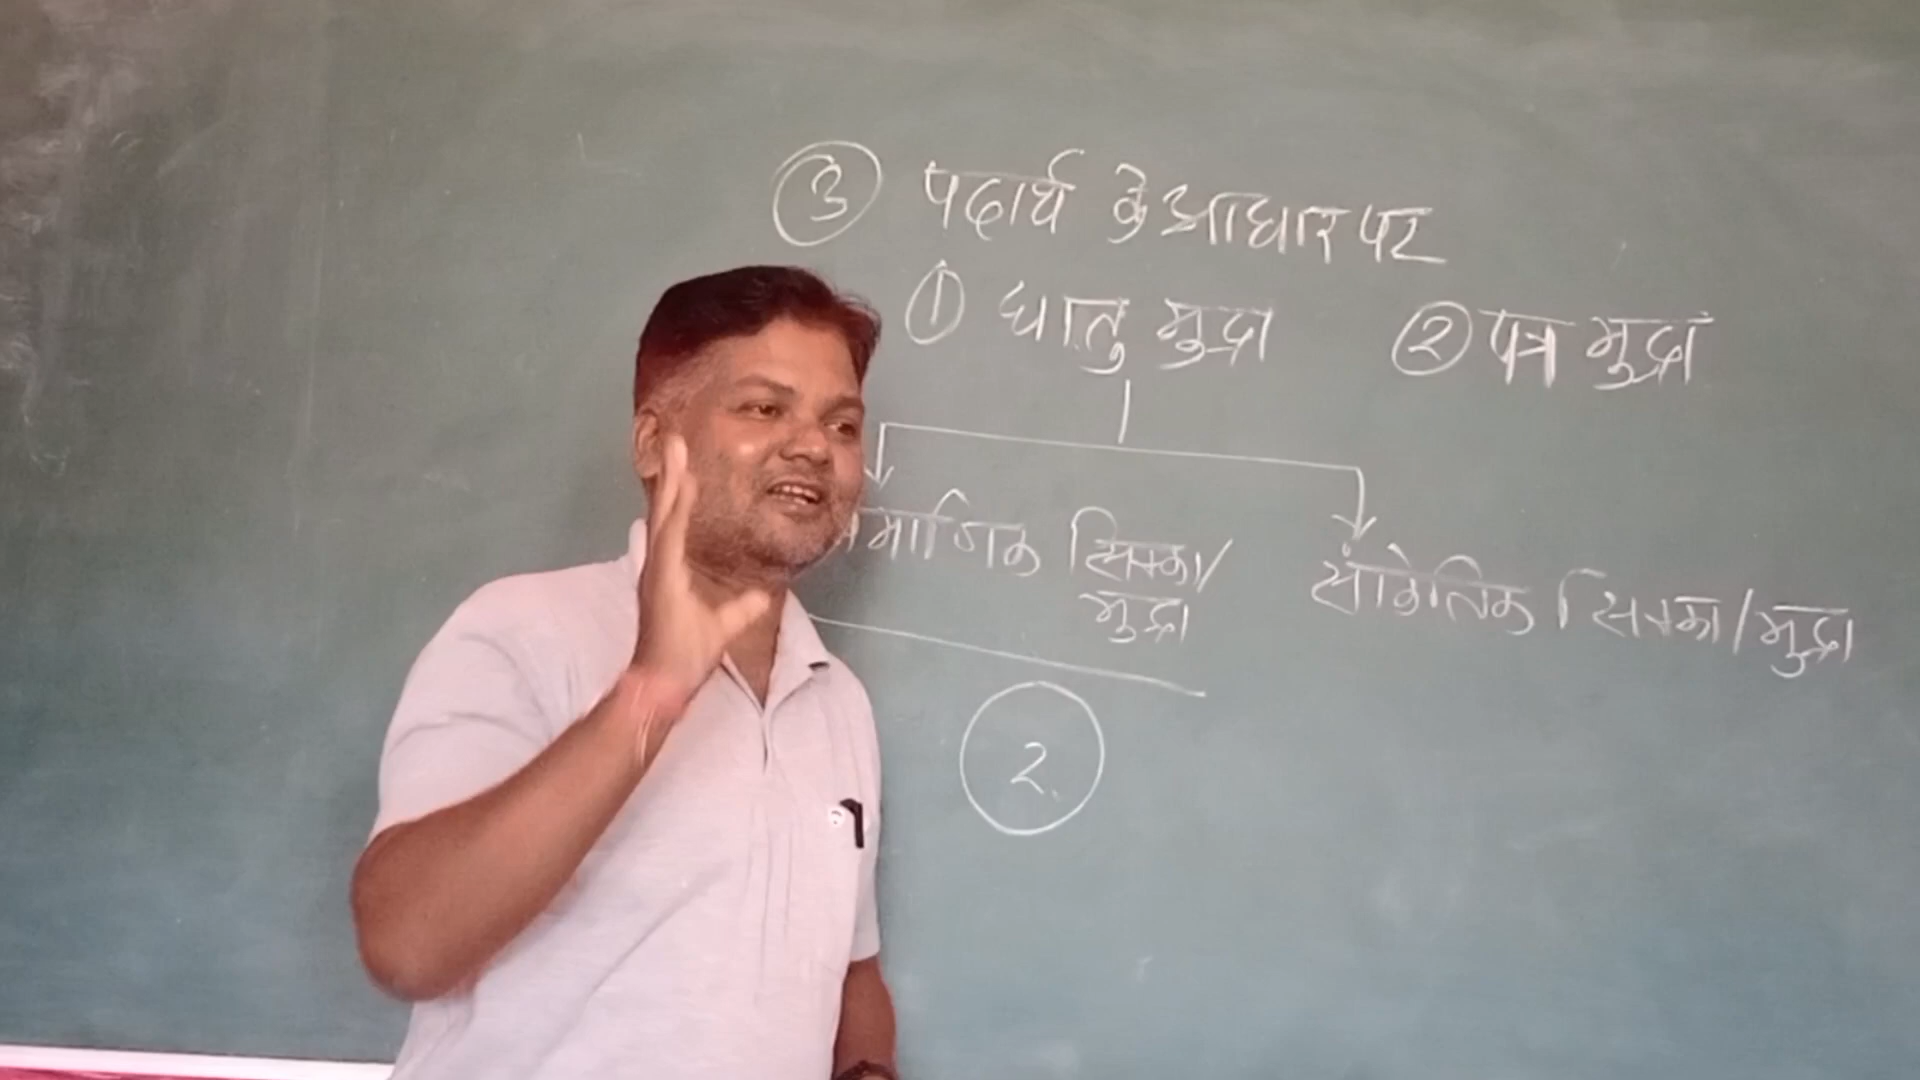 ③ पदार्थ के आधार पर
① धातु मुद्रा ② पत्र मुद्रा
माणिक सिक्का/ सांकेतिक सिक्का/मुद्रा
मुद्रा
2.